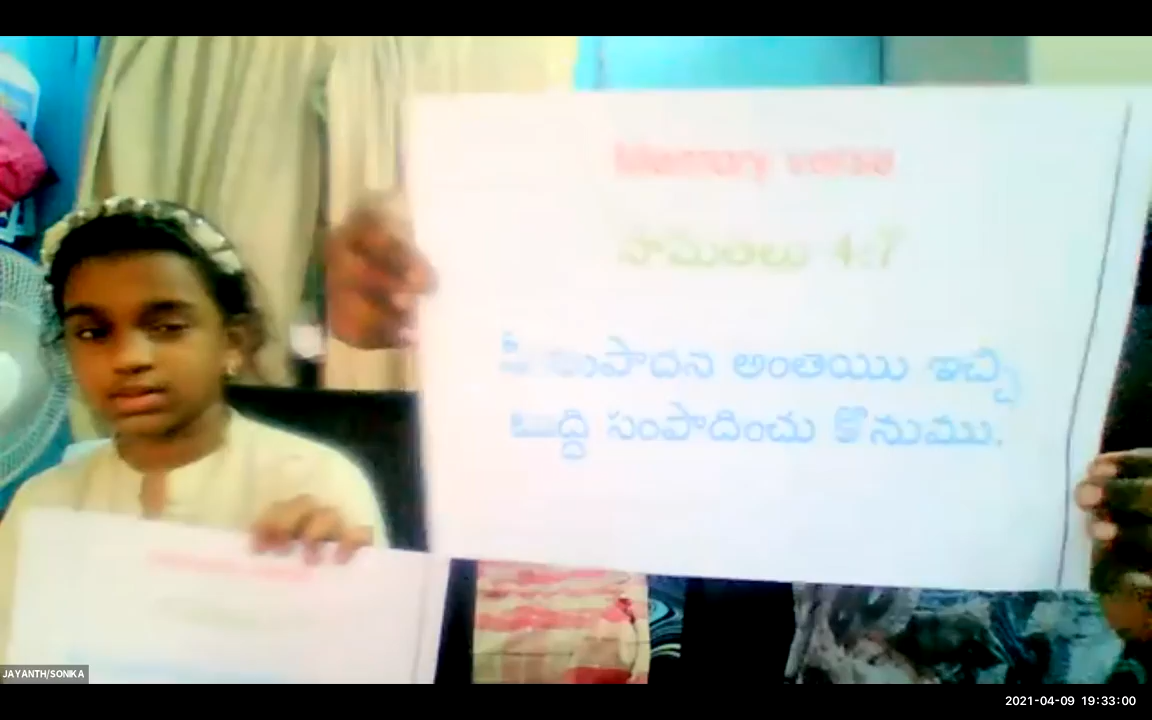 Memory verse
సామెతలు 4:7
నీ సంపాదన అంతయు ఇచ్చి
బుద్ధి సంపాదించు కొనుము.
JAYANTH/SONIKA
2021-04-09 19:33:00